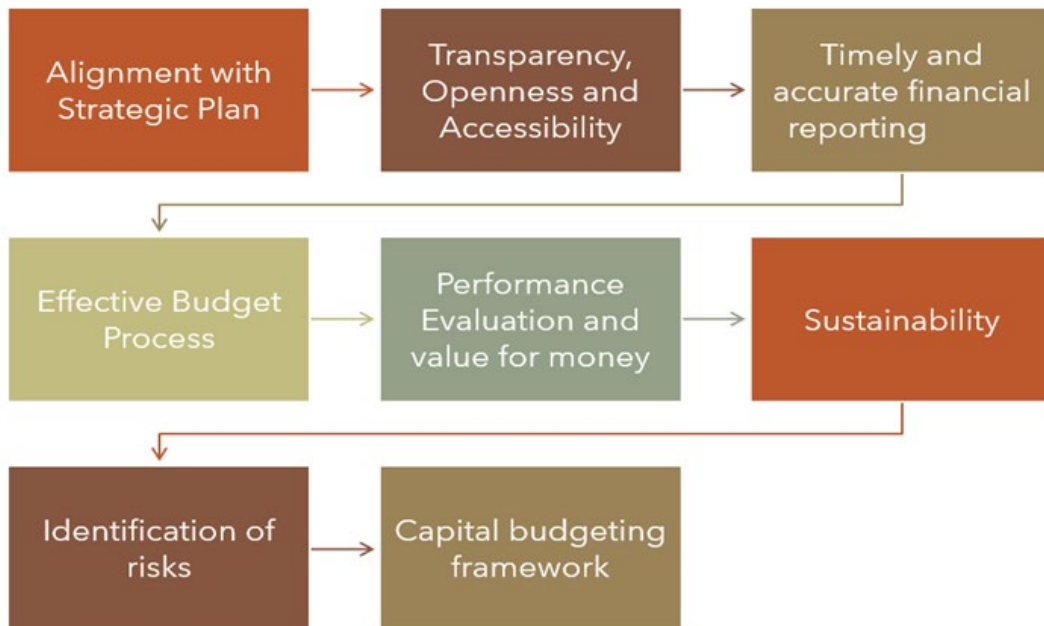 Alignment with
Strategic Plan
Transparency,
Openness and
Accessibility
Timely and
accurate financial
reporting
Effective Budget
Process
Performance
Evaluation and
value for money
Sustainability
Identification of
risks
Capital budgeting
framework